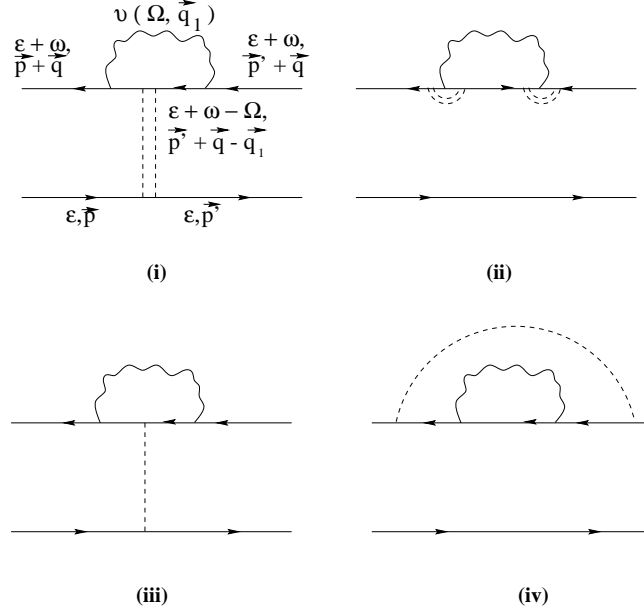 υ ( Ω, q⃗₁ )
ε + ω,
p⃗ + q⃗
ε + ω,
p⃗' + q⃗
ε + ω – Ω,
p⃗' + q⃗ - q⃗₁
ε, p⃗
ε, p⃗'
(i)
(ii)
(iii)
(iv)